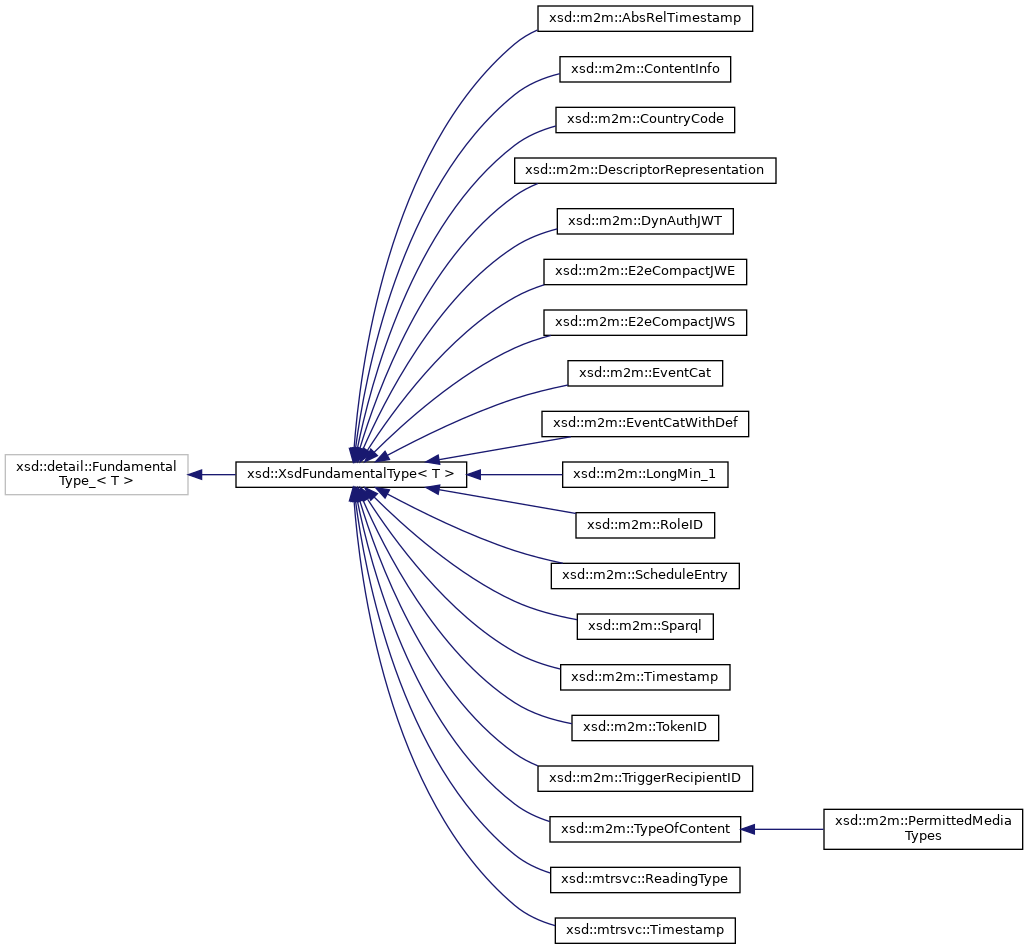 xsd::m2m::AbsRelTimestamp
xsd::m2m::ContentInfo
xsd::m2m::CountryCode
xsd::m2m::DescriptorRepresentation
xsd::m2m::DynAuthJWT
xsd::m2m::E2eCompactJWE
xsd::m2m::E2eCompactJWS
xsd::m2m::EventCat
xsd::m2m::EventCatWithDef
xsd::detail::Fundamental
Type_< T >
xsd::XsdFundamentalType< T >
xsd::m2m::LongMin_1
xsd::m2m::RoleID
xsd::m2m::ScheduleEntry
xsd::m2m::Sparql
xsd::m2m::Timestamp
xsd::m2m::TokenID
xsd::m2m::TriggerRecipientID
xsd::m2m::TypeOfContent
xsd::m2m::PermittedMedia
Types
xsd::mtrsvc::ReadingType
xsd::mtrsvc::Timestamp